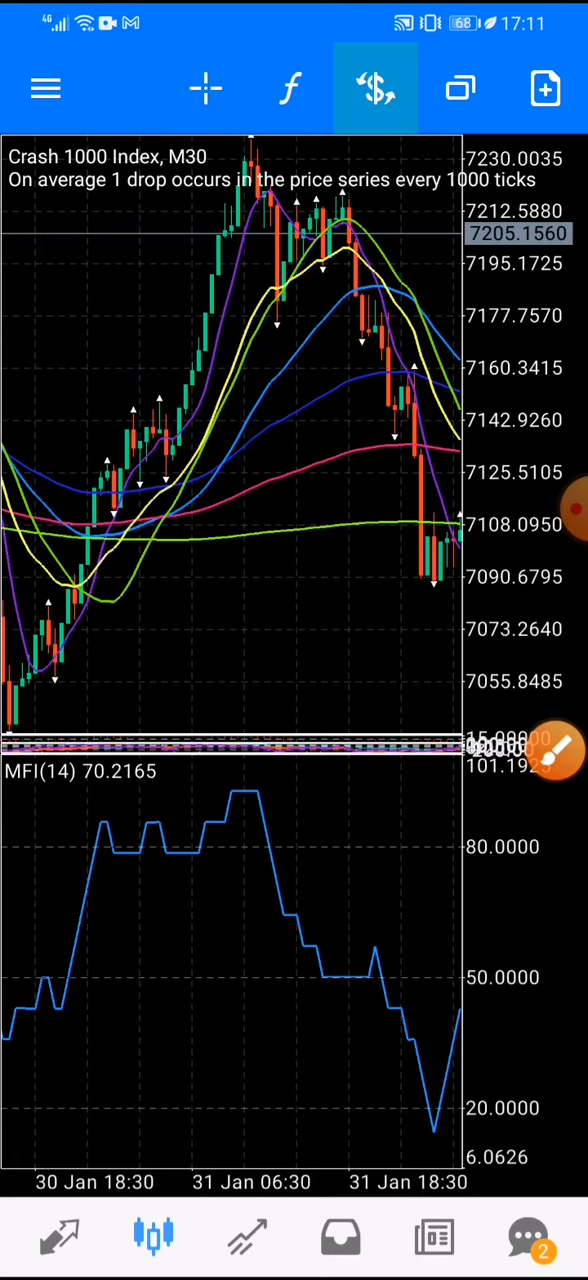 4G 68 17:11
f $
Crash 1000 Index, M30
On average 1 drop occurs in the price series every 1000 ticks
7230.0035
7212.5880
7205.1560
7195.1725
7177.7570
7160.3415
7142.9260
7125.5105
7108.0950
7090.6795
7073.2640
7055.8485
MFI(14) 70.2165
80.0000
50.0000
20.0000
6.0626
30 Jan 18:30 31 Jan 06:30 31 Jan 18:30
2